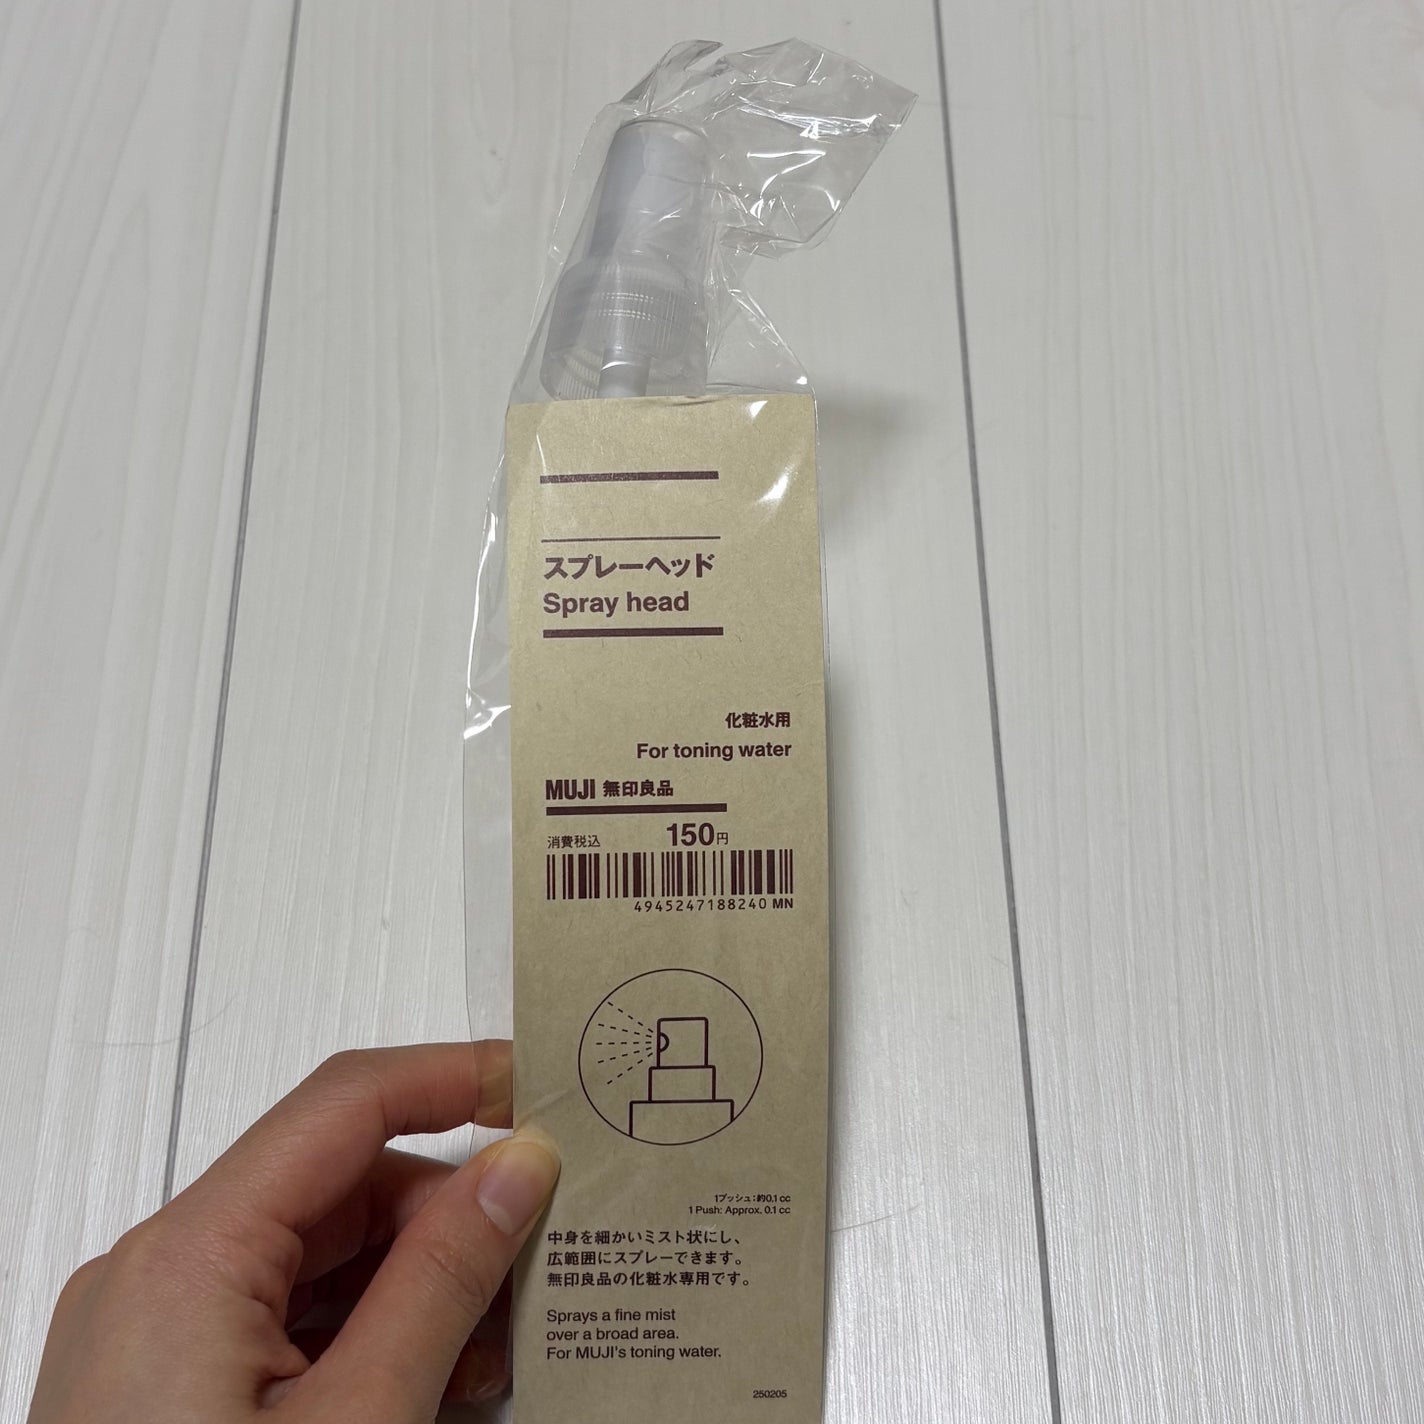 スプレーヘッド
Spray head
化粧水用
For toning water
MUJI 無印良品
消費税込 150円
4945247188240 MN
1プッシュ:約0.1cc
1 Push: Approx. 0.1 cc
中身を細かいミスト状にし、
広範囲にスプレーできます。
無印良品の化粧水専用です。
Sprays a fine mist
over a broad area.
For MUJI's toning water.
250205